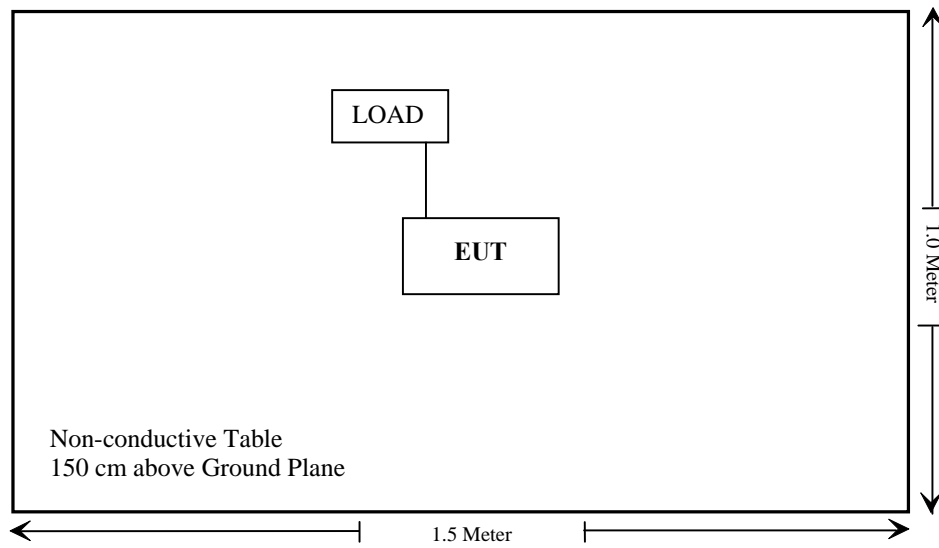 LOAD
EUT
1.0 Meter
Non-conductive Table
150 cm above Ground Plane
1.5 Meter